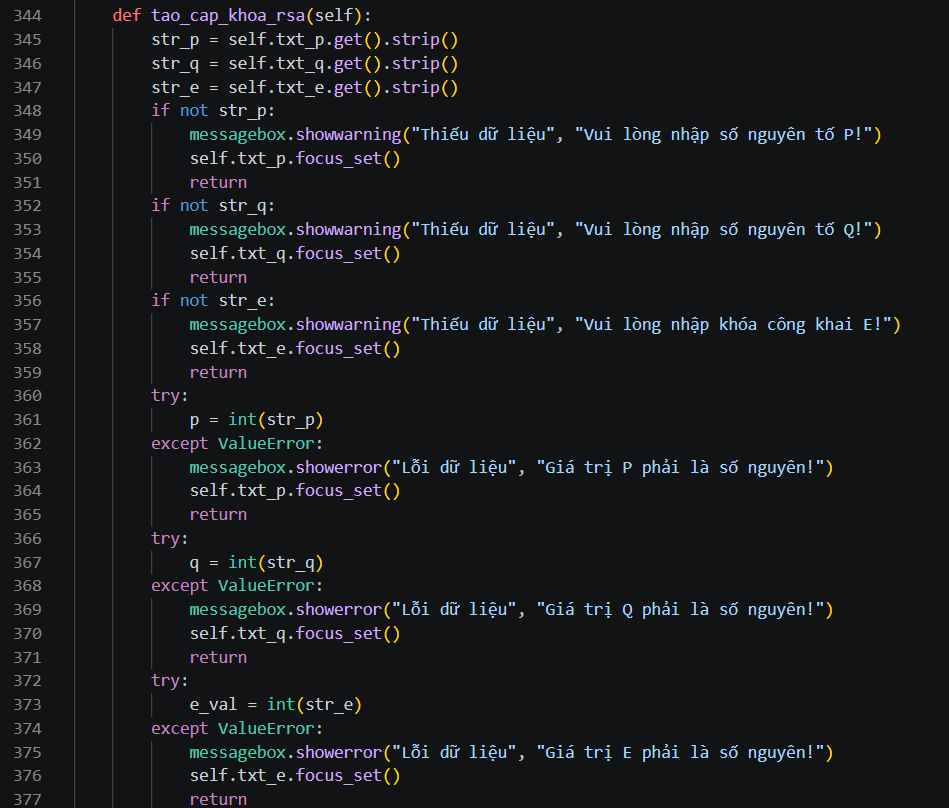 344 def tao_cap_khoa_rsa(self):
345 str_p = self.txt_p.get().strip()
346 str_q = self.txt_q.get().strip()
347 str_e = self.txt_e.get().strip()
348 if not str_p:
349 messagebox.showwarning("Thiếu dữ liệu", "Vui lòng nhập số nguyên tố P!")
350 self.txt_p.focus_set()
351 return
352 if not str_q:
353 messagebox.showwarning("Thiếu dữ liệu", "Vui lòng nhập số nguyên tố Q!")
354 self.txt_q.focus_set()
355 return
356 if not str_e:
357 messagebox.showwarning("Thiếu dữ liệu", "Vui lòng nhập khóa công khai E!")
358 self.txt_e.focus_set()
359 return
360 try:
361 p = int(str_p)
362 except ValueError:
363 messagebox.showerror("Lỗi dữ liệu", "Giá trị P phải là số nguyên!")
364 self.txt_p.focus_set()
365 return
366 try:
367 q = int(str_q)
368 except ValueError:
369 messagebox.showerror("Lỗi dữ liệu", "Giá trị Q phải là số nguyên!")
370 self.txt_q.focus_set()
371 return
372 try:
373 e_val = int(str_e)
374 except ValueError:
375 messagebox.showerror("Lỗi dữ liệu", "Giá trị E phải là số nguyên!")
376 self.txt_e.focus_set()
377 return